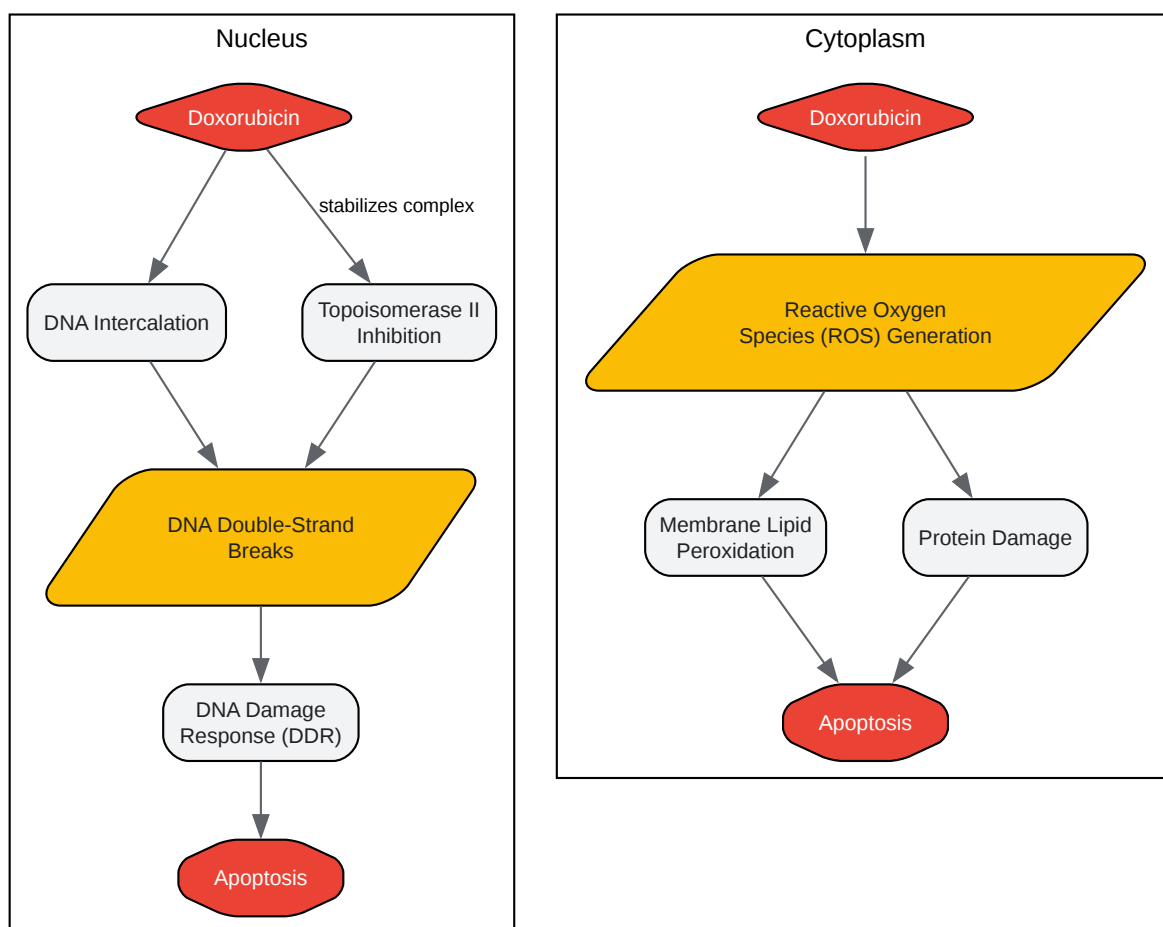 Nucleus
Doxorubicin
stabilizes complex
DNA Intercalation
Topoisomerase II
Inhibition
DNA Double-Strand
Breaks
DNA Damage
Response (DDR)
Apoptosis
Cytoplasm
Doxorubicin
Reactive Oxygen
Species (ROS) Generation
Membrane Lipid
Peroxidation
Protein Damage
Apoptosis